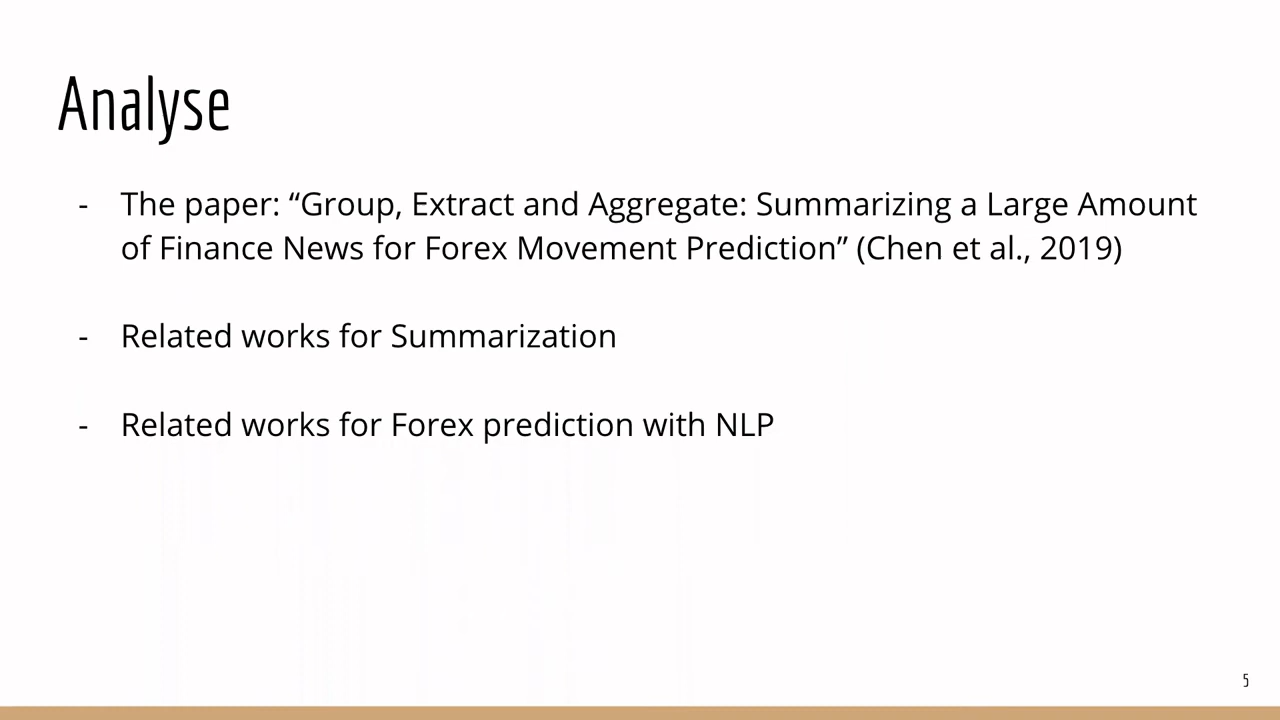 Analyse
- The paper: “Group, Extract and Aggregate: Summarizing a Large Amount
of Finance News for Forex Movement Prediction” (Chen et al., 2019)
- Related works for Summarization
- Related works for Forex prediction with NLP
5